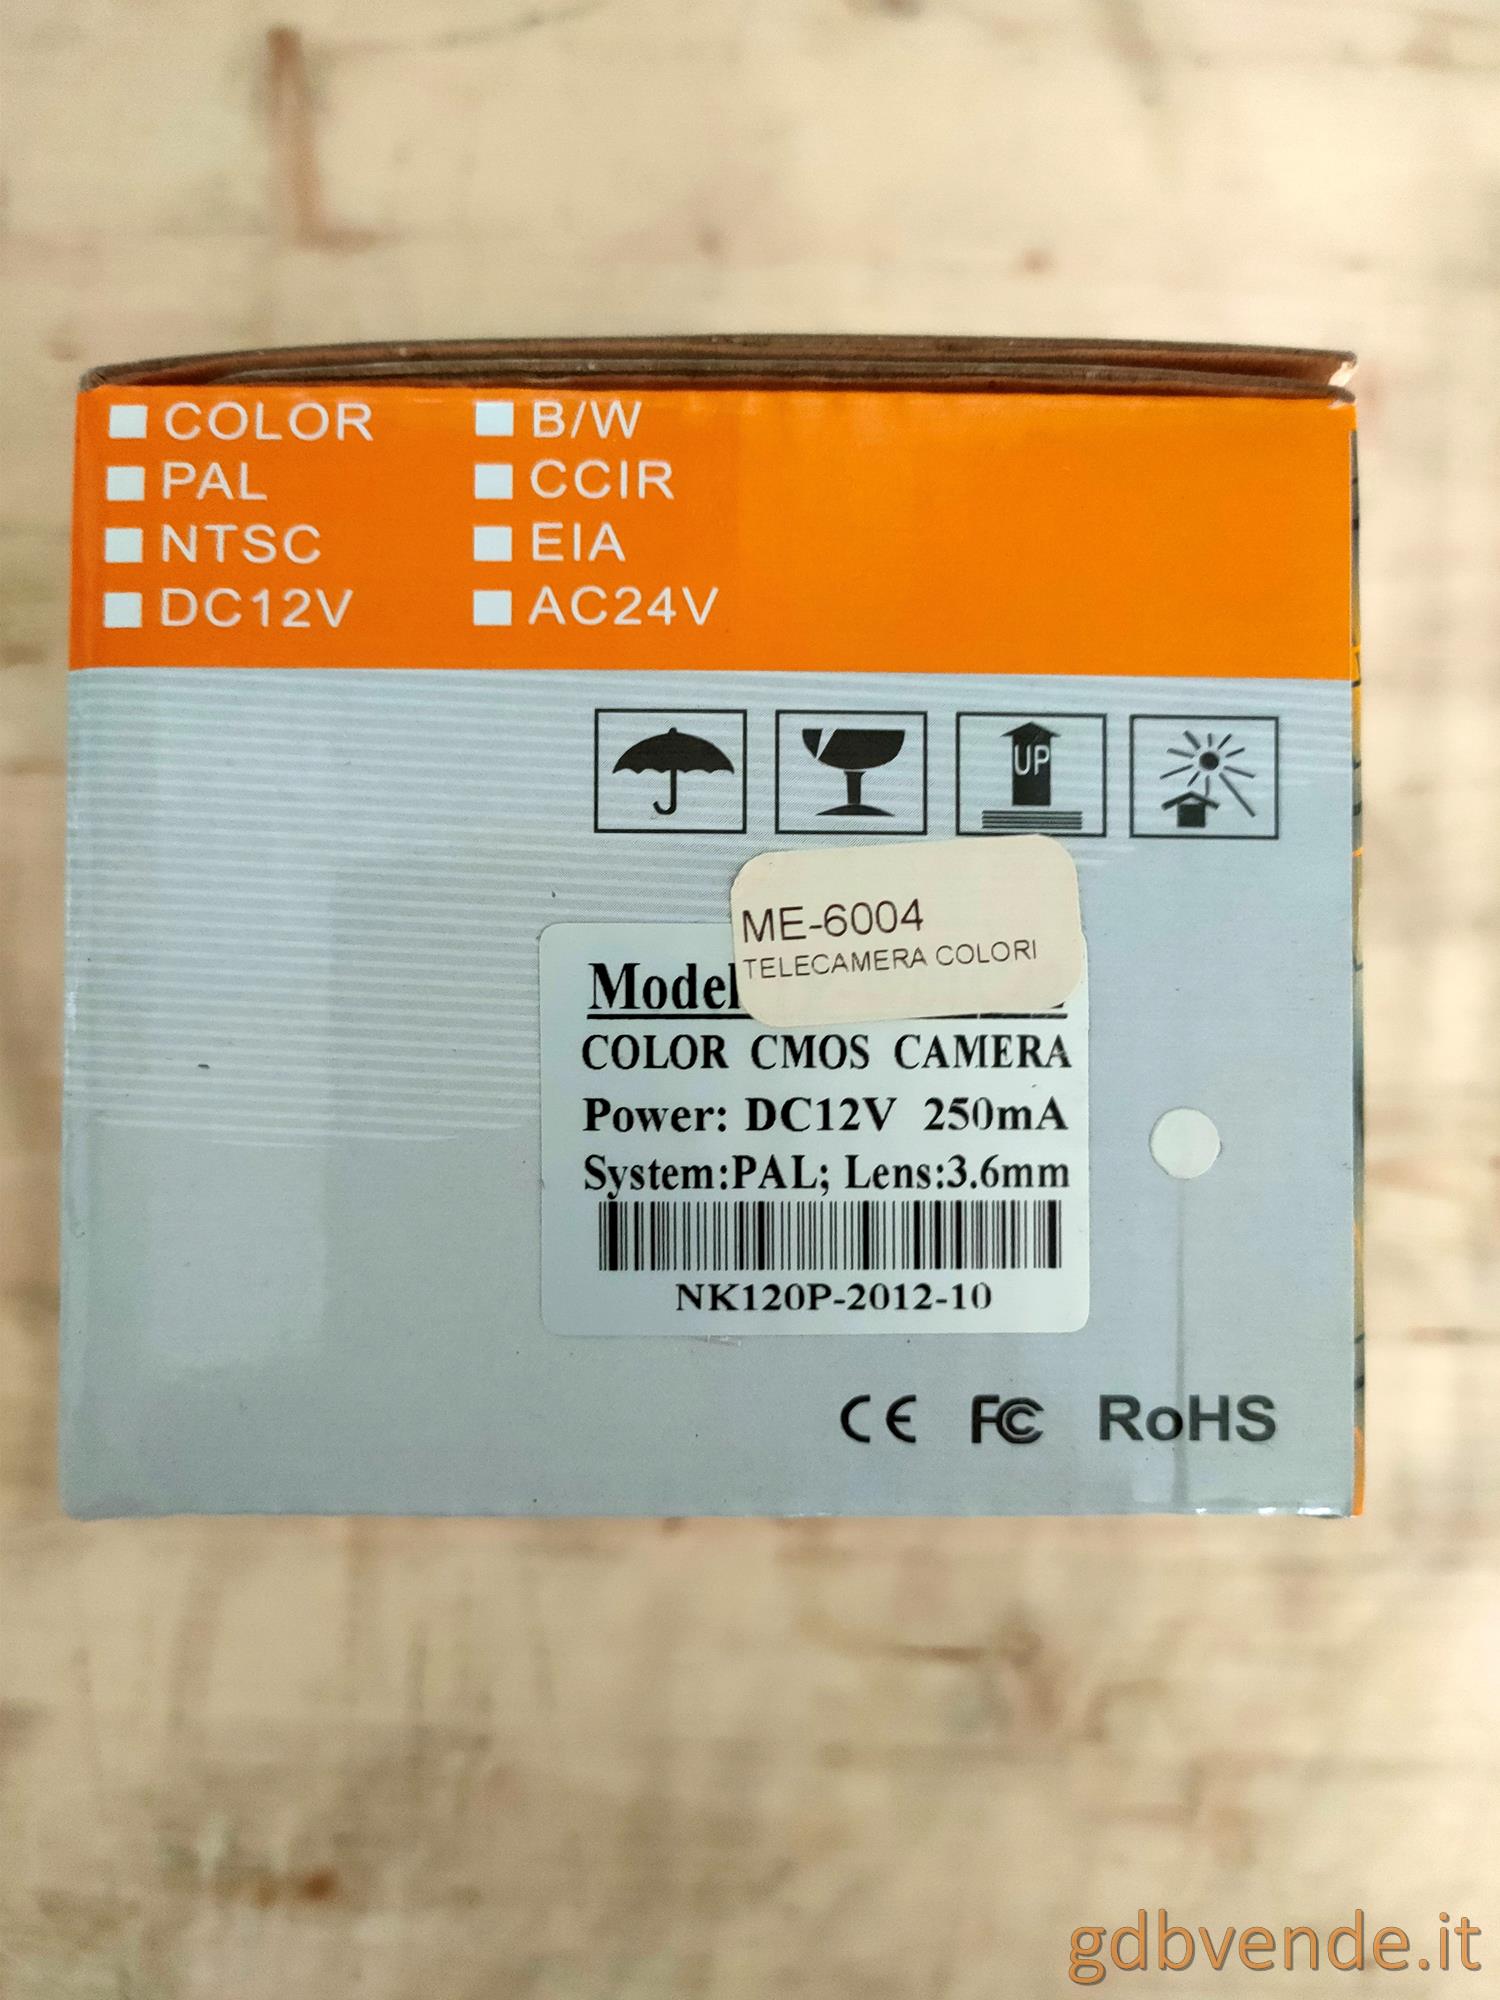 COLOR B/W
PAL CCIR
NTSC EIA
DC12V AC24V
UP
ME-6004
TELECAMERA COLORI
Model
COLOR CMOS CAMERA
Power: DC12V 250mA
System:PAL; Lens:3.6mm
NK120P-2012-10
CE FC RoHS
gdbvende.it